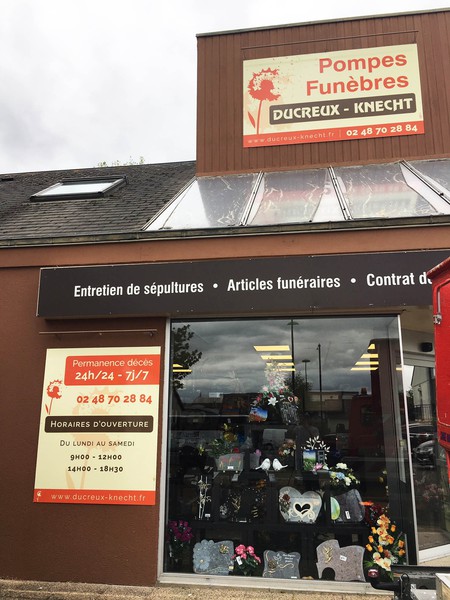 Pompes
Funèbres
DUCREUX - KNECHT
www.ducreux-knecht.fr | 02 48 70 28 84
Entretien de sépultures • Articles funéraires • Contrat d
Permanence décès
24h/24 - 7j/7
02 48 70 28 84
HORAIRES D'OUVERTURE
DU LUNDI AU SAMEDI
9H00 - 12H00
14H00 - 18H30
www.ducreux-knecht.fr